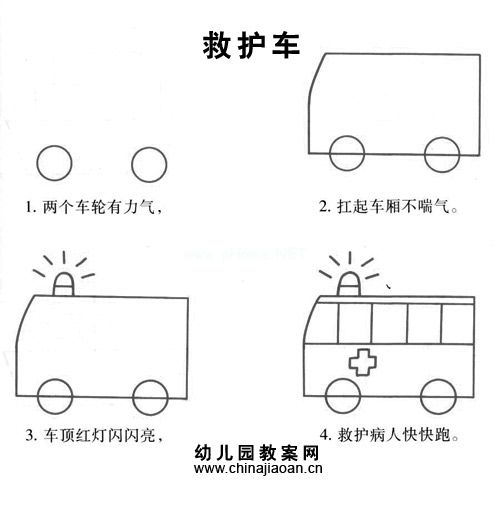 救护车
1. 两个车轮有力气,
2. 扛起车厢不喘气。
3. 车顶红灯闪闪亮,
4. 救护病人快快跑。
幼儿园教案网
www.chinajiaoan.cn